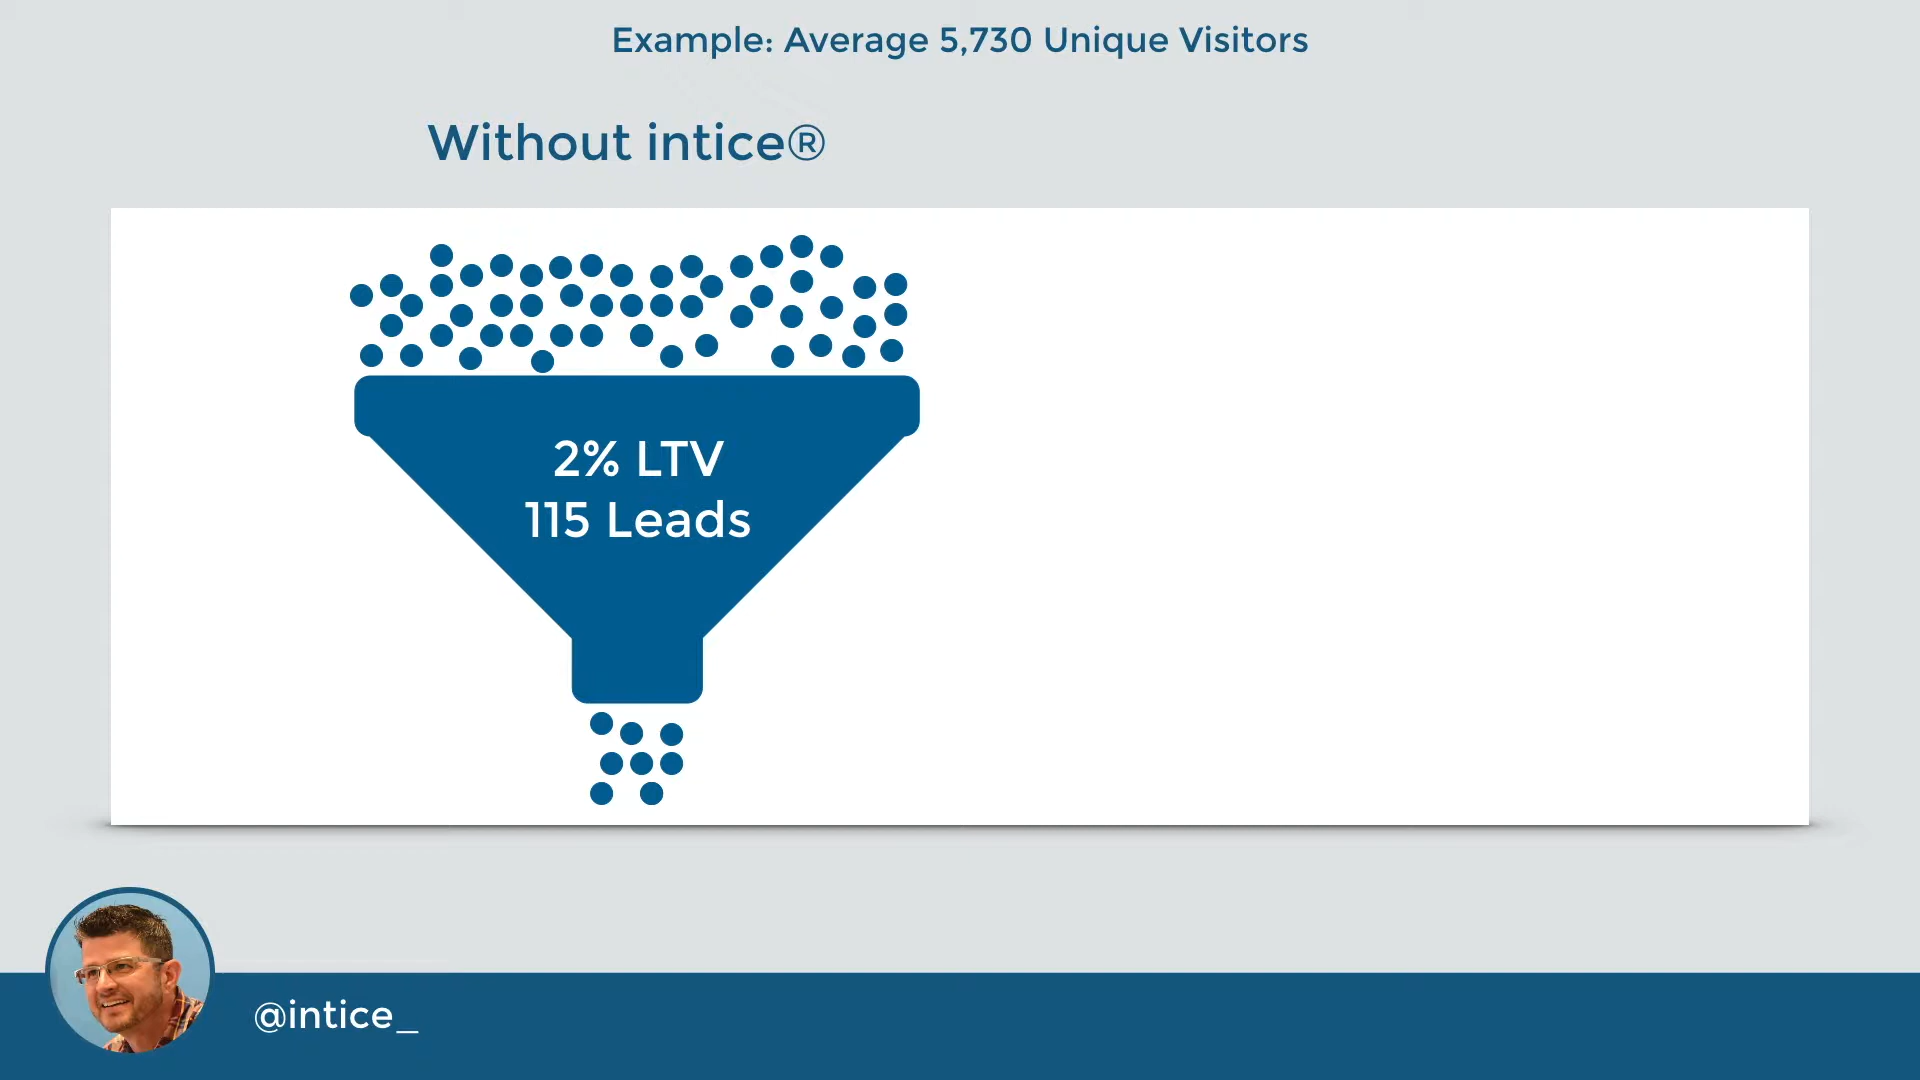 Example: Average 5,730 Unique Visitors
Without intice®
2% LTV
115 Leads
@intice_